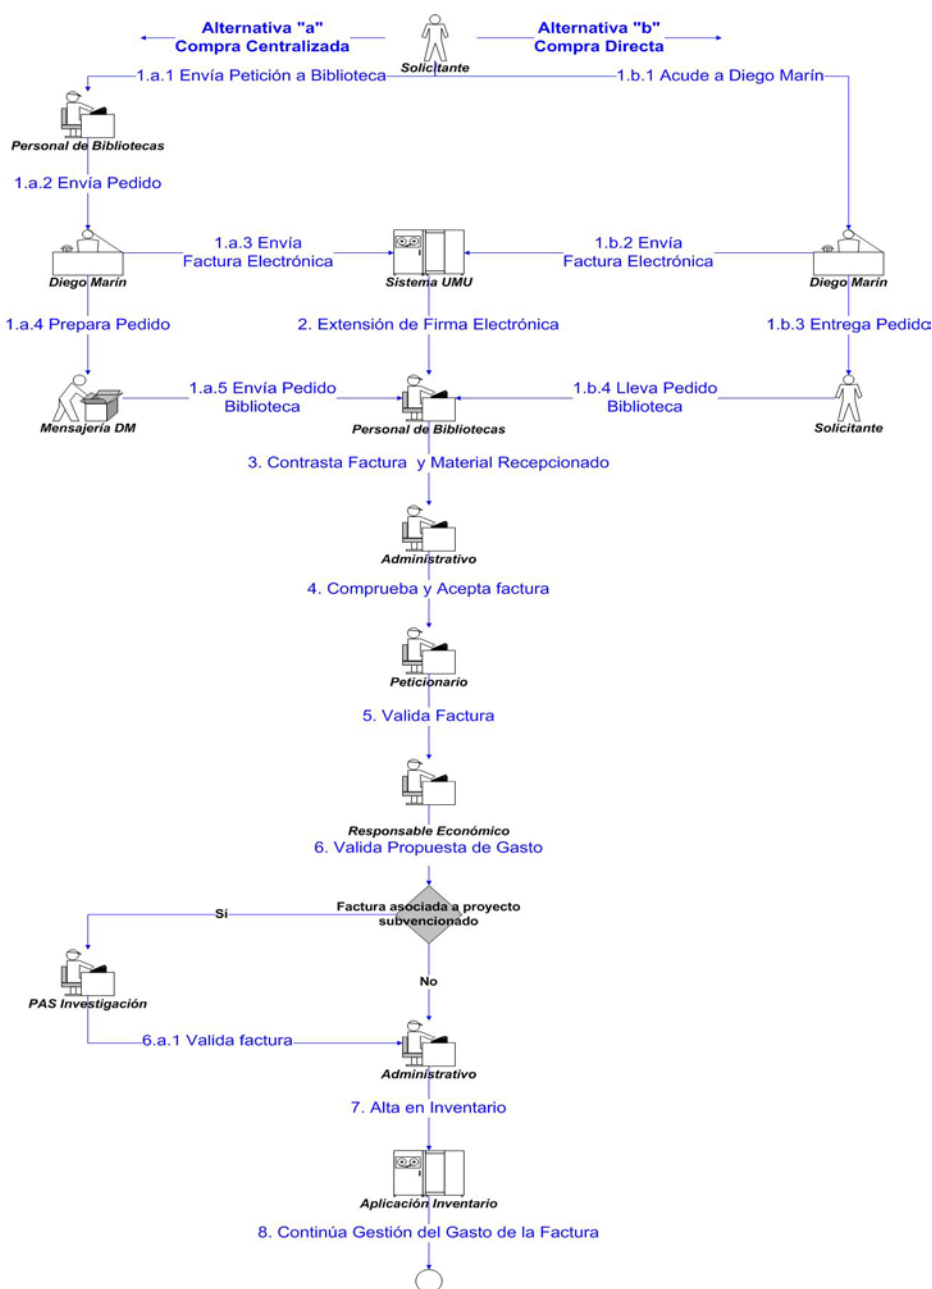 Alternativa "a"
Compra Centralizada
Alternativa "b"
Compra Directa
Solicitante
1.a.1 Envía Petición a Biblioteca
1.b.1 Acude a Diego Marín
Personal de Bibliotecas
1.a.2 Envía Pedido
1.a.3 Envía
Factura Electrónica
1.b.2 Envía
Factura Electrónica
Diego Marín
Sistema UMU
Diego Marín
1.a.4 Prepara Pedido
2. Extensión de Firma Electrónica
1.b.3 Entrega Pedido
1.a.5 Envía Pedido
Biblioteca
1.b.4 Lleva Pedido
Biblioteca
Mensajería DM
Personal de Bibliotecas
Solicitante
3. Contrasta Factura y Material Recepcionado
Administrativo
4. Comprueba y Acepta factura
Peticionario
5. Valida Factura
Responsable Económico
6. Valida Propuesta de Gasto
Factura asociada a proyecto
subvencionado
Sí
No
PAS Investigación
6.a.1 Valida factura
Administrativo
7. Alta en Inventario
Aplicación Inventario
8. Continúa Gestión del Gasto de la Factura